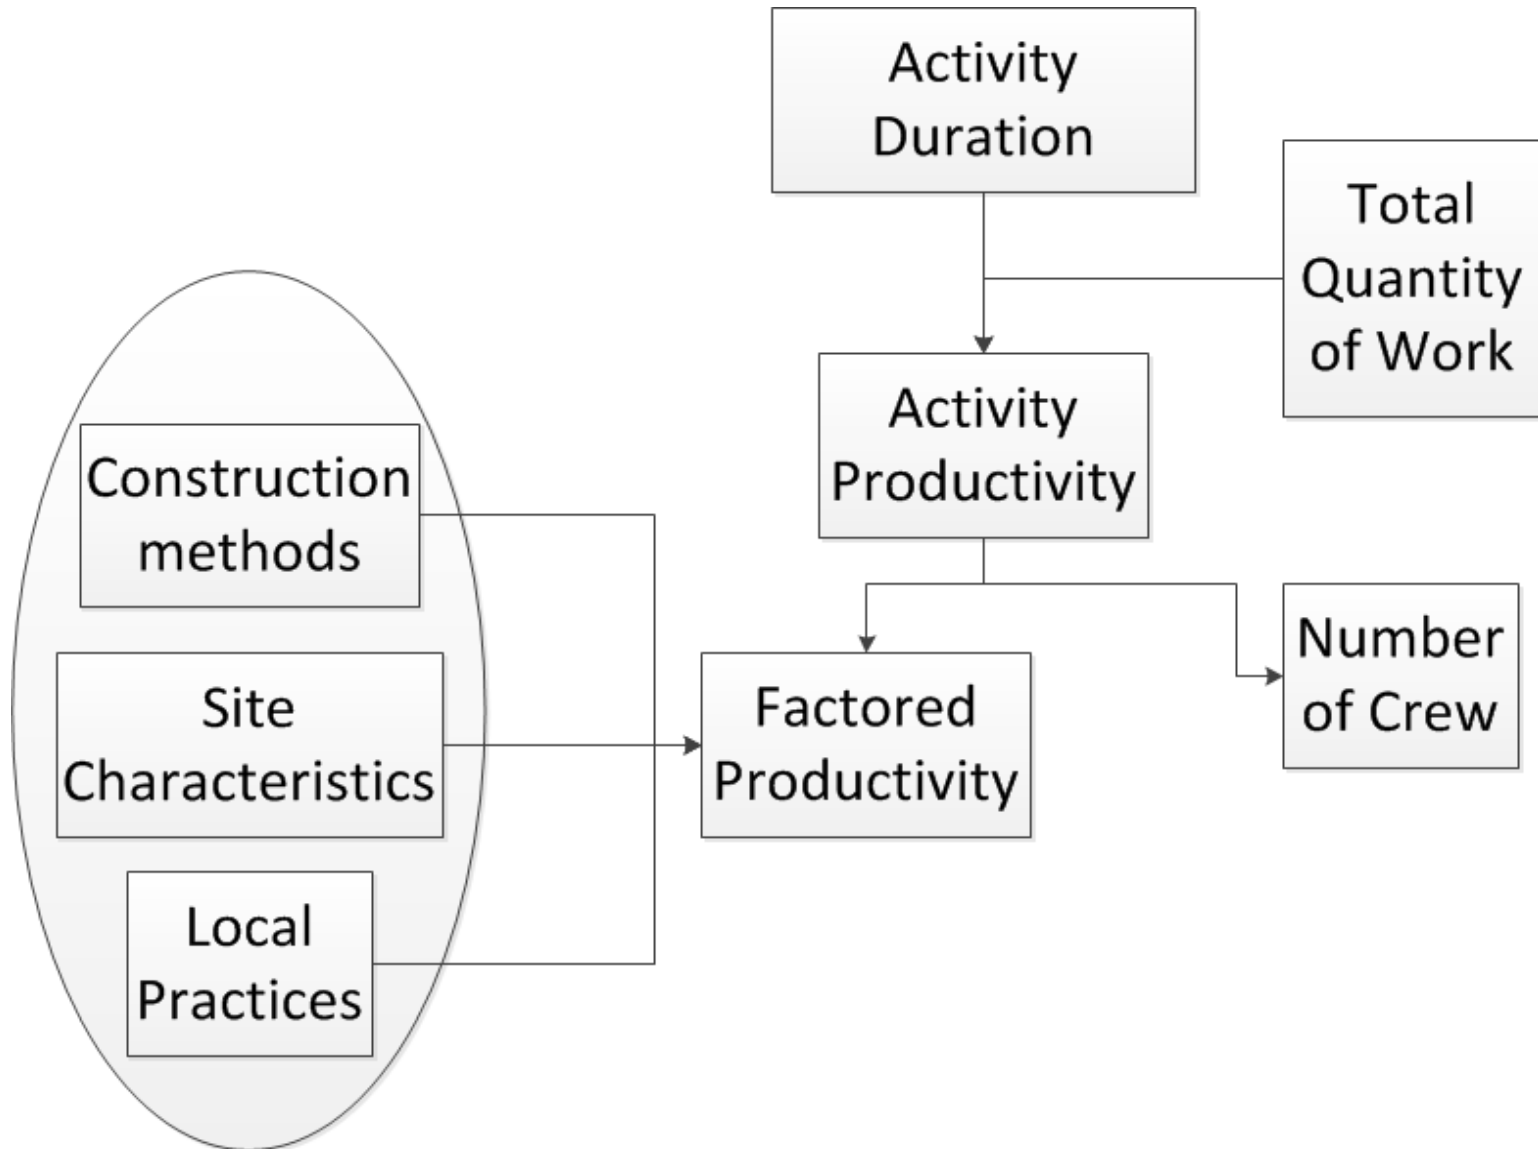 Activity
Duration
Total
Quantity
of Work
Activity
Productivity
Construction
methods
Number
of Crew
Site
Characteristics
Factored
Productivity
Local
Practices